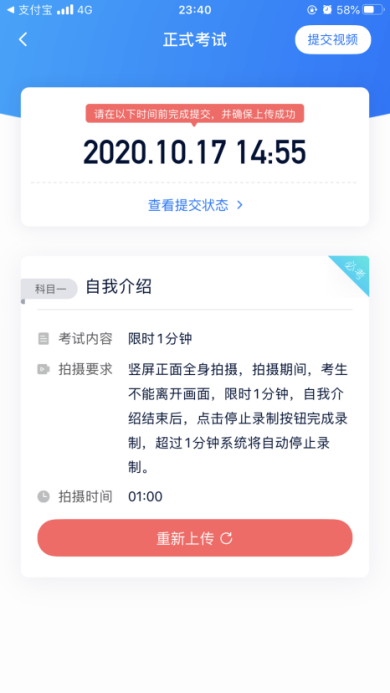 支付宝 4G 23:40 58%
正式考试 提交视频
请在以下时间前完成提交，并确保上传成功
2020.10.17 14:55
查看提交状态
必考
科目一 自我介绍
考试内容 限时1分钟
拍摄要求 竖屏正面全身拍摄，拍摄期间，考生
不能离开画面，限时1分钟，自我介
绍结束后，点击停止录制按钮完成录
制，超过1分钟系统将自动停止录
制。
拍摄时间 01:00
重新上传